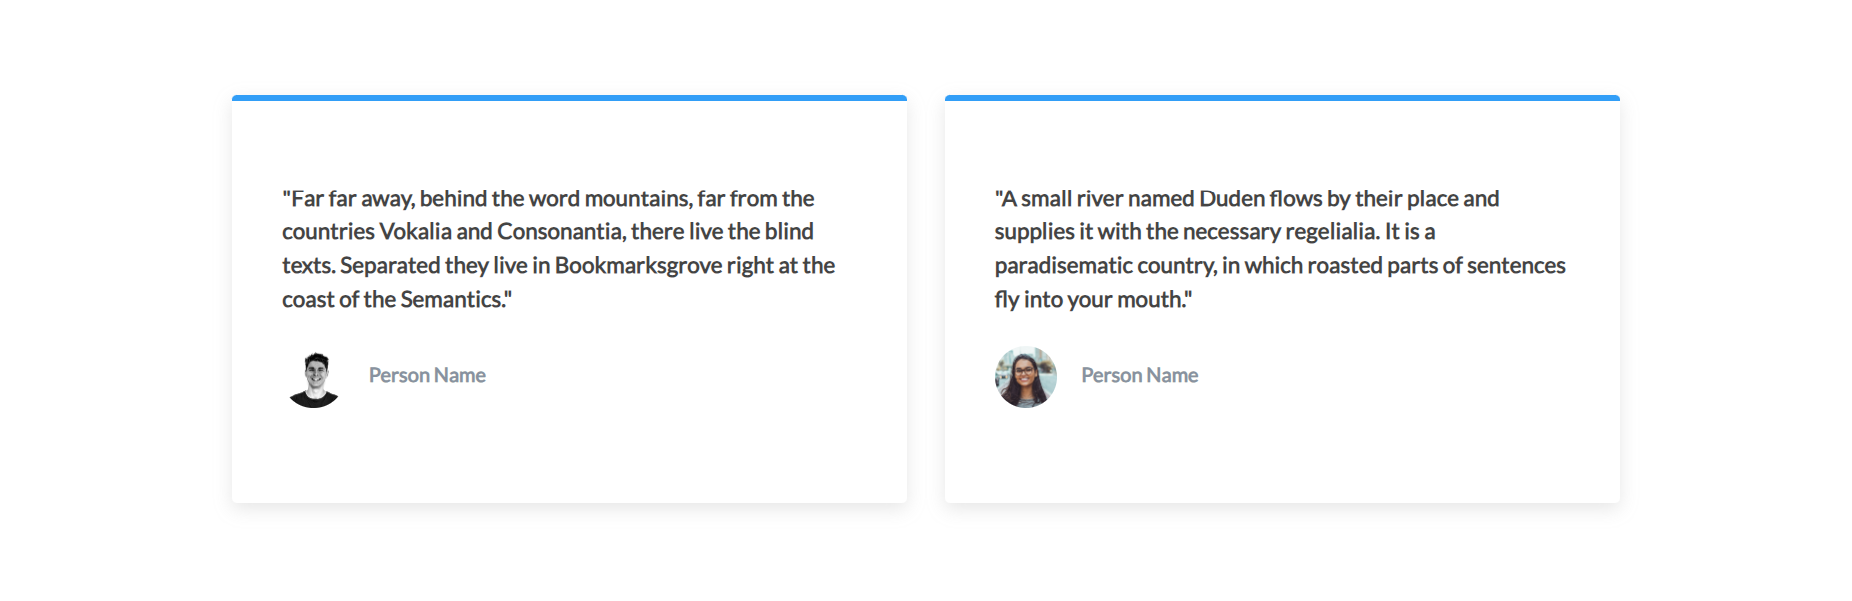 "Far far away, behind the word mountains, far from the
countries Vokalia and Consonantia, there live the blind
texts. Separated they live in Bookmarksgrove right at the
coast of the Semantics."
Person Name
"A small river named Duden flows by their place and
supplies it with the necessary regelialia. It is a
paradisematic country, in which roasted parts of sentences
fly into your mouth."
Person Name